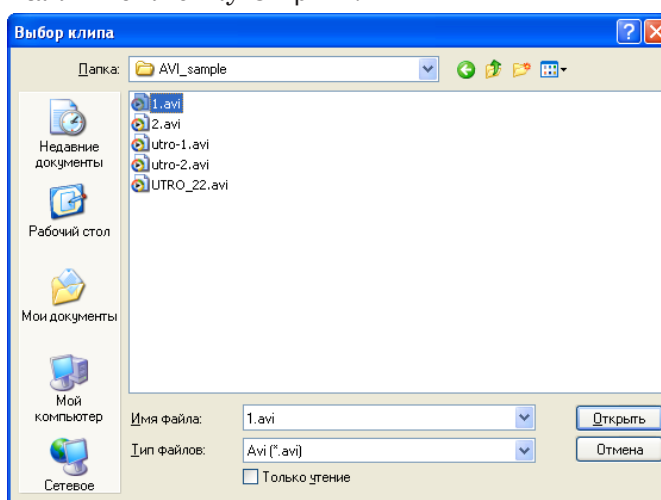 Выбор клипа
Папка: AVI_sample
1.avi
2.avi
utro-1.avi
utro-2.avi
UTRO_22.avi
Недавние
документы
Рабочий стол
Мои документы
Мой
компьютер
Сетевое
Имя файла: 1.avi Открыть
Тип файлов: Avi (*.avi) Отмена
Только чтение